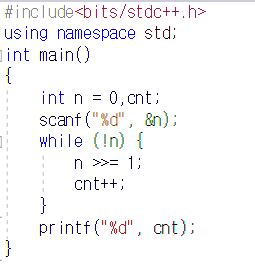 #include<bits/stdc++.h>
using namespace std;
int main()
{
    int n = 0,cnt;
    scanf("%d", &n);
    while (!n) {
        n >>= 1;
        cnt++;
    }
    printf("%d", cnt);
}